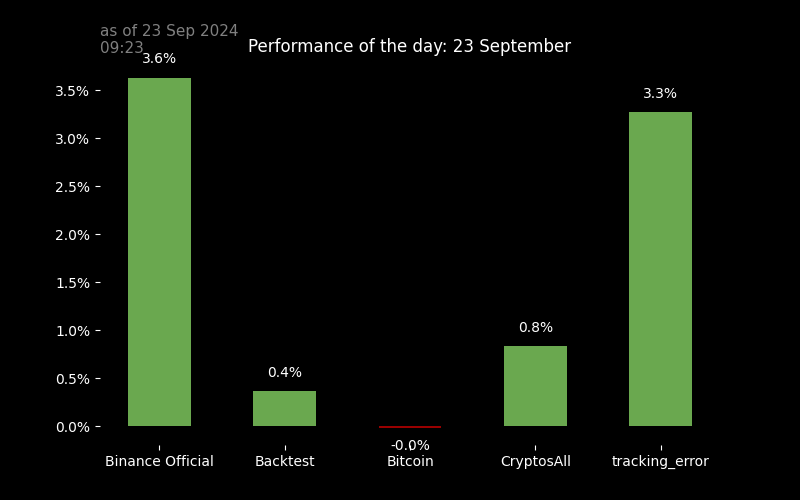 as of 23 Sep 2024
09:23
Performance of the day: 23 September
3.6%
3.5%
3.3%
3.0%
2.5%
2.0%
1.5%
1.0%
0.8%
0.5%
0.4%
0.0%
-0.0%
Binance Official
Backtest
Bitcoin
CryptosAll
tracking_error